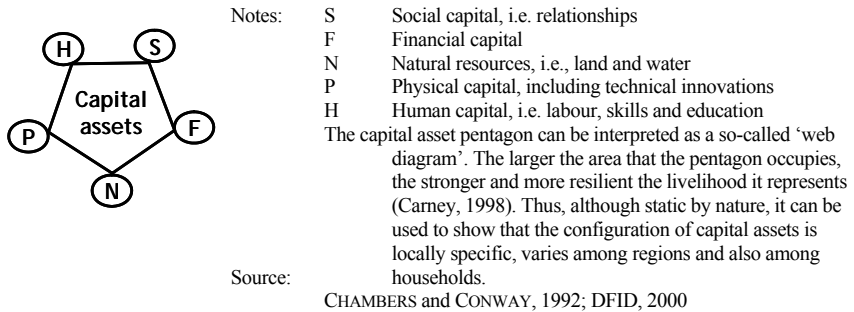 H
S
Capital
assets
P
F
N
Notes: S Social capital, i.e. relationships
F Financial capital
N Natural resources, i.e., land and water
P Physical capital, including technical innovations
H Human capital, i.e. labour, skills and education
The capital asset pentagon can be interpreted as a so-called ‘web
diagram’. The larger the area that the pentagon occupies,
the stronger and more resilient the livelihood it represents
(Carney, 1998). Thus, although static by nature, it can be
used to show that the configuration of capital assets is
locally specific, varies among regions and also among
Source: households.
CHAMBERS and CONWAY, 1992; DFID, 2000